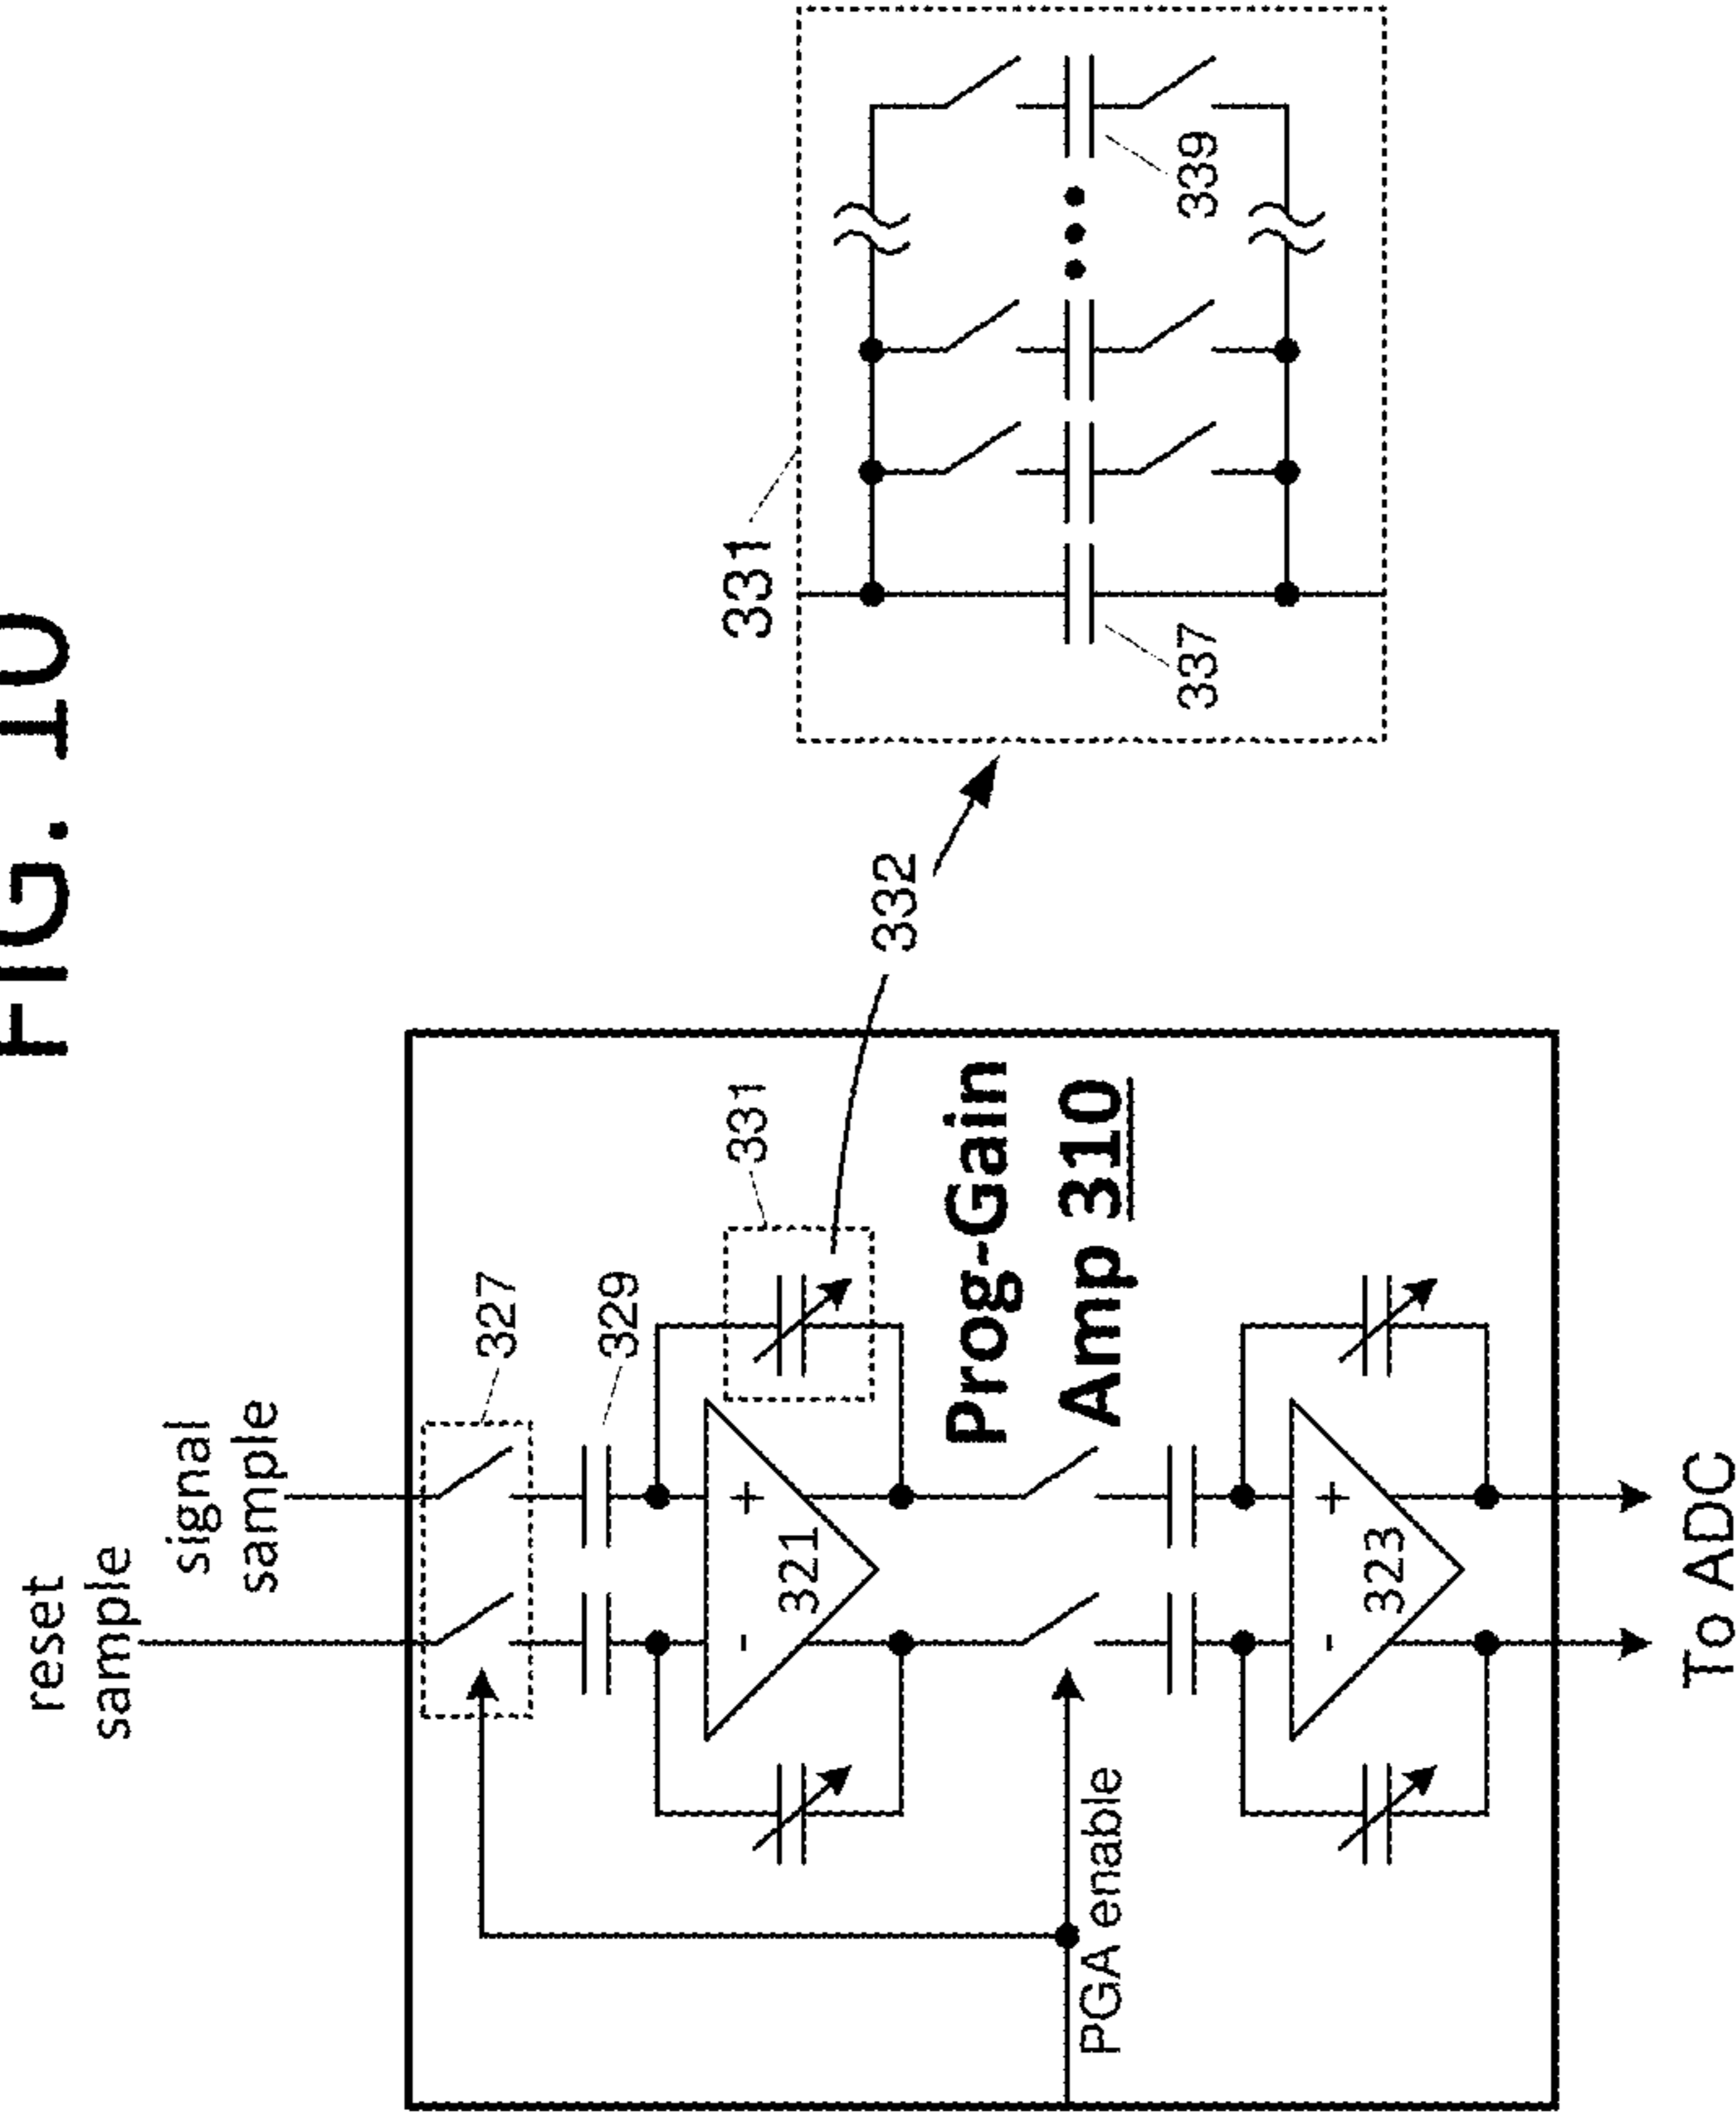 FIG. 10
reset
sample
signal
sample
327
329
331
321
+
-
Prog-Gain
Amp 310
PGA enable
323
+
-
To ADC
332
331
337
339